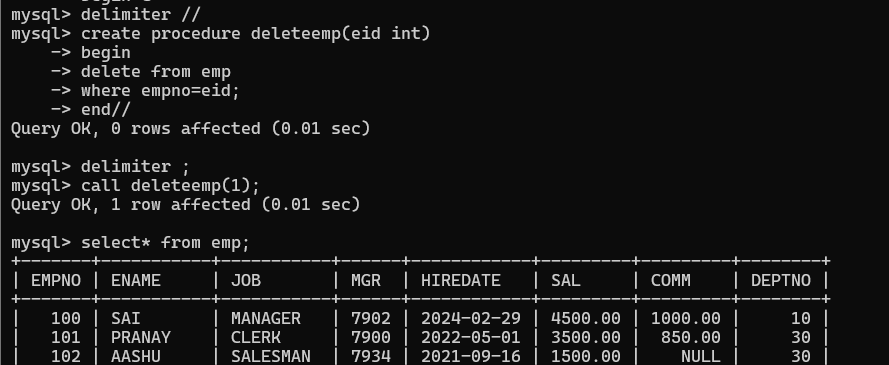 mysql> delimiter //
mysql> create procedure deleteemp(eid int)
    -> begin
    -> delete from emp
    -> where empno=eid;
    -> end//
Query OK, 0 rows affected (0.01 sec)

mysql> delimiter ;
mysql> call deleteemp(1);
Query OK, 1 row affected (0.01 sec)

mysql> select* from emp;
+-------+-----------+-----------+------+------------+---------+---------+--------+
| EMPNO | ENAME     | JOB       | MGR  | HIREDATE   | SAL     | COMM    | DEPTNO |
+-------+-----------+-----------+------+------------+---------+---------+--------+
|   100 | SAI       | MANAGER   | 7902 | 2024-02-29 | 4500.00 | 1000.00 |     10 |
|   101 | PRANAY    | CLERK     | 7900 | 2022-05-01 | 3500.00 |  850.00 |     30 |
|   102 | AASHU     | SALESMAN  | 7934 | 2021-09-16 | 1500.00 |    NULL |     30 |